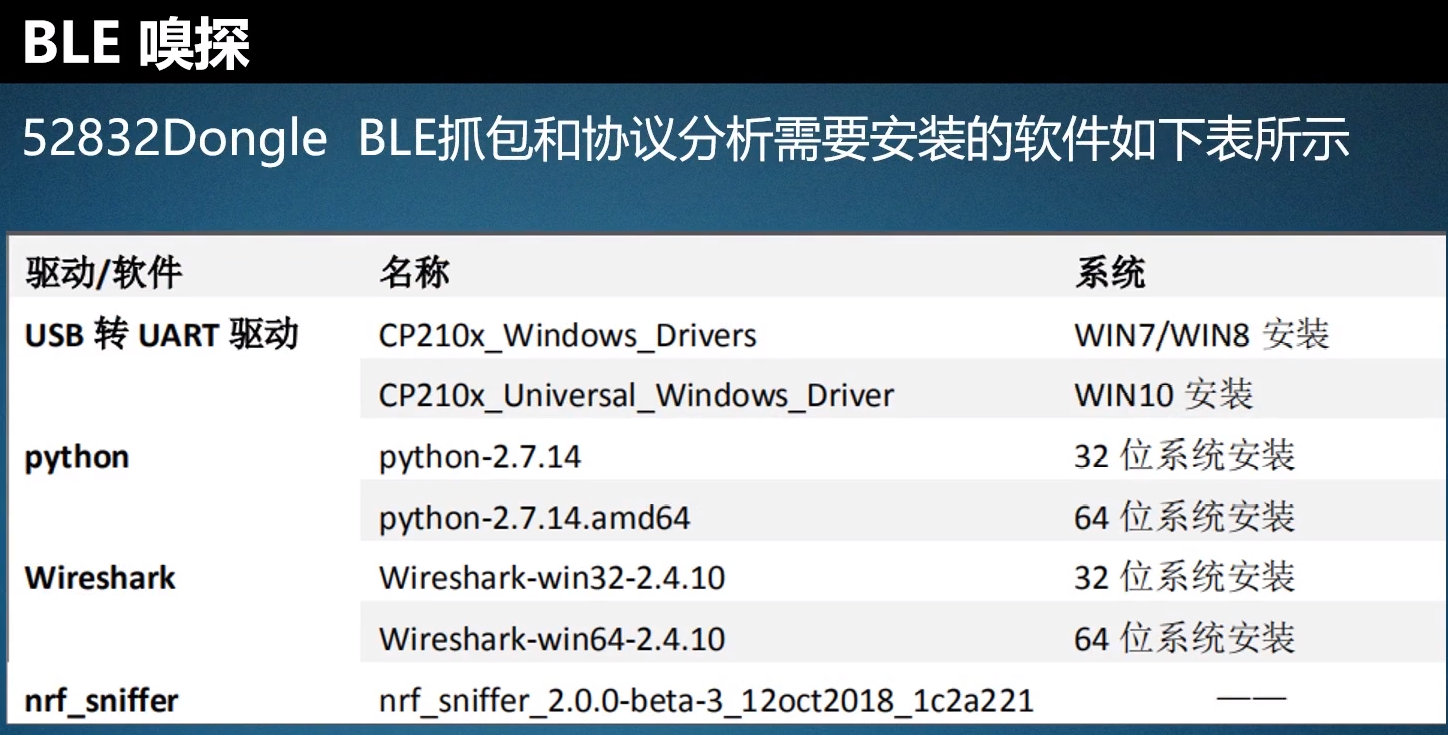 BLE 嗅探
52832Dongle BLE抓包和协议分析需要安装的软件如下表所示
驱动/软件 名称 系统
USB 转 UART 驱动 CP210x_Windows_Drivers WIN7/WIN8 安装
CP210x_Universal_Windows_Driver WIN10 安装
python python-2.7.14 32 位系统安装
python-2.7.14.amd64 64 位系统安装
Wireshark Wireshark-win32-2.4.10 32 位系统安装
Wireshark-win64-2.4.10 64 位系统安装
nrf_sniffer nrf_sniffer_2.0.0-beta-3_12oct2018_1c2a221 ——